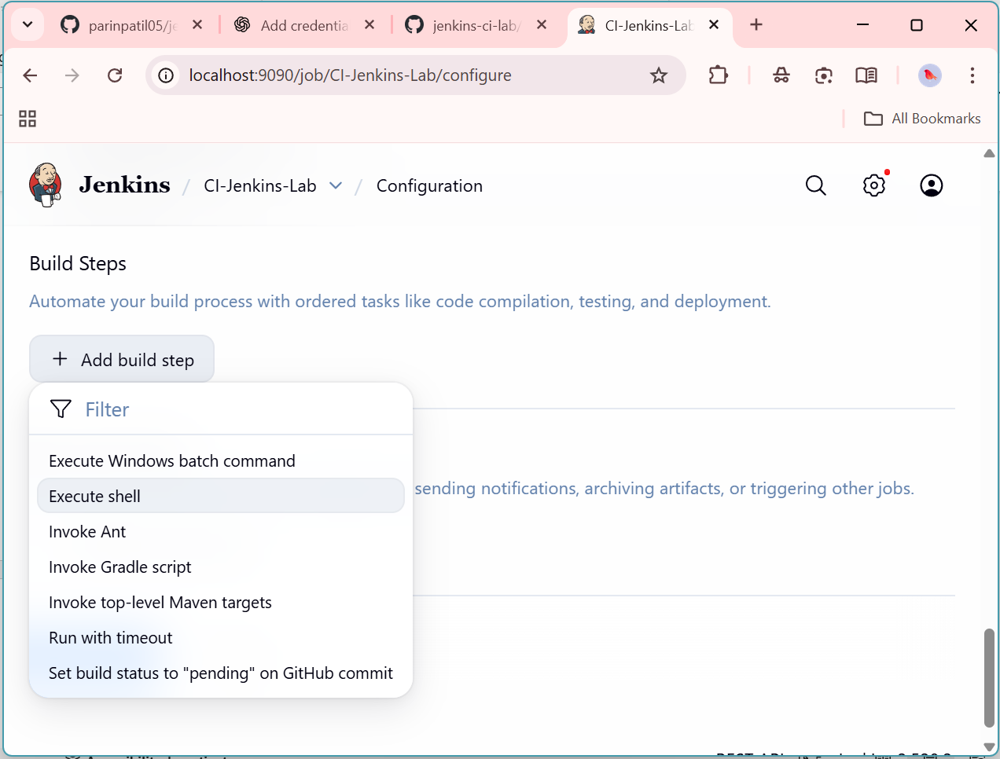 parinpatil05/je
Add credentia
jenkins-ci-lab/
CI-Jenkins-Lab
localhost:9090/job/CI-Jenkins-Lab/configure
All Bookmarks
Jenkins / CI-Jenkins-Lab / Configuration
Build Steps
Automate your build process with ordered tasks like code compilation, testing, and deployment.
+ Add build step
Filter
Execute Windows batch command
Execute shell
sending notifications, archiving artifacts, or triggering other jobs.
Invoke Ant
Invoke Gradle script
Invoke top-level Maven targets
Run with timeout
Set build status to "pending" on GitHub commit